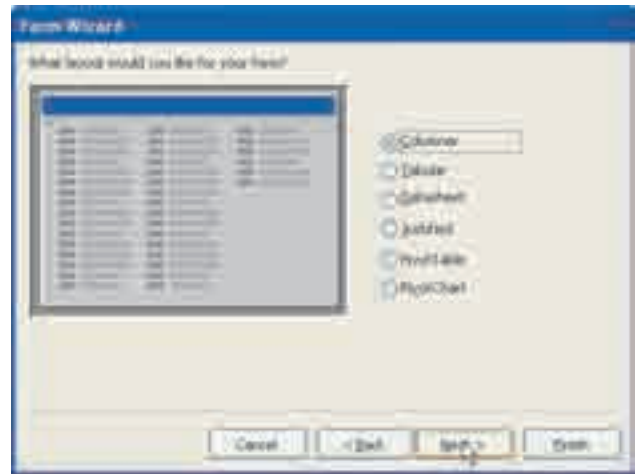 Form Wizard
What layout would you like for your form?
Columnar
Tabular
Datasheet
Justified
PivotTable
PivotChart
Cancel
< Back
Next >
Finish